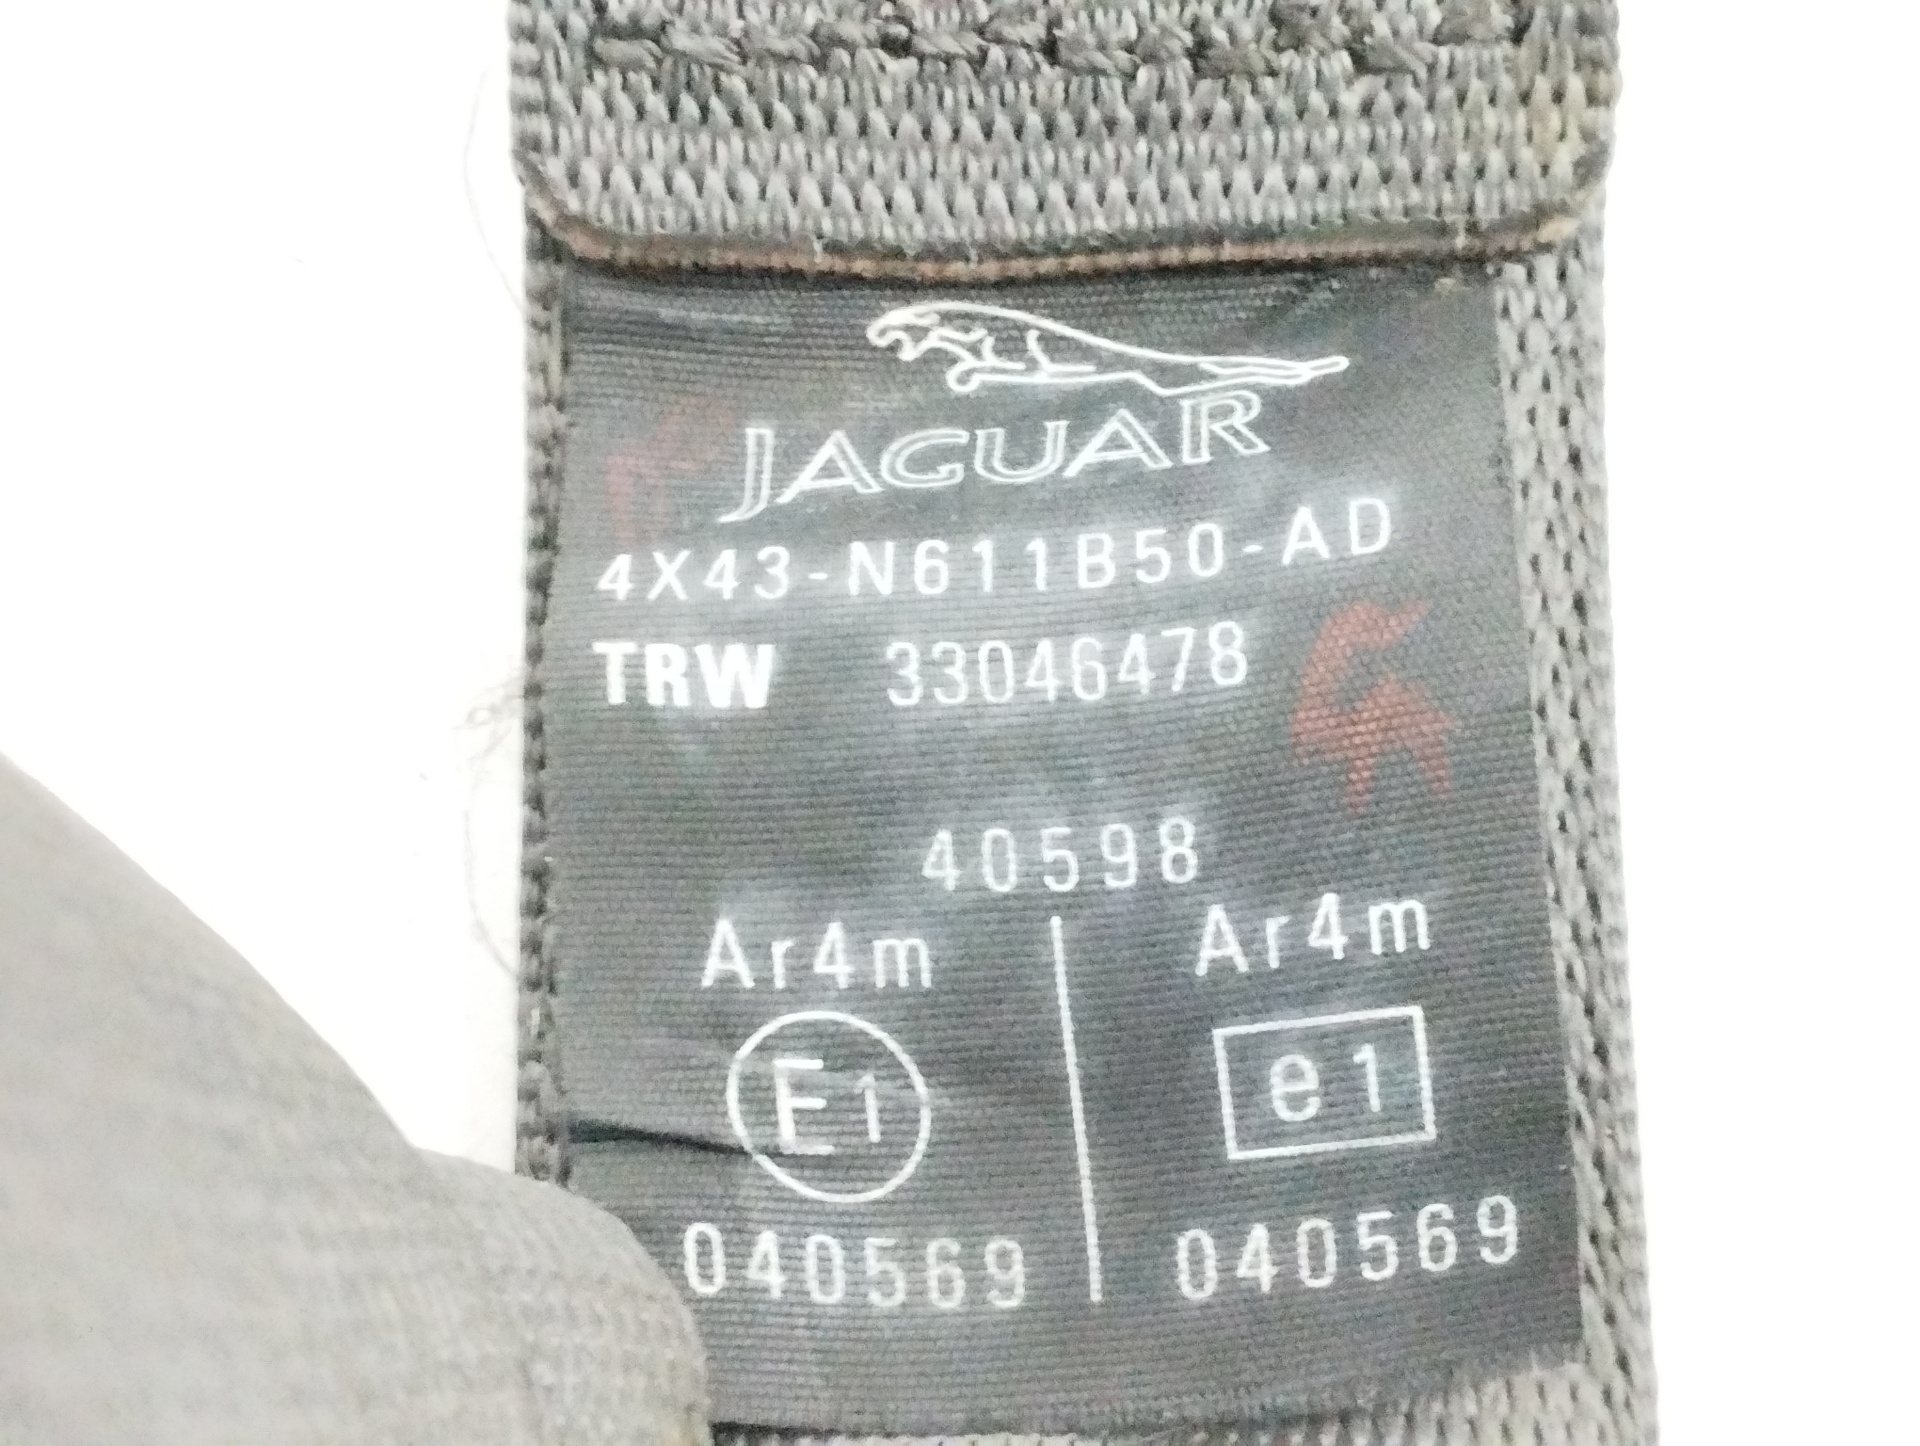 JAGUAR
4X43-N611B50-AD
TRW 33046478
40598
Ar4m Ar4m
E1 e1
040569 040569